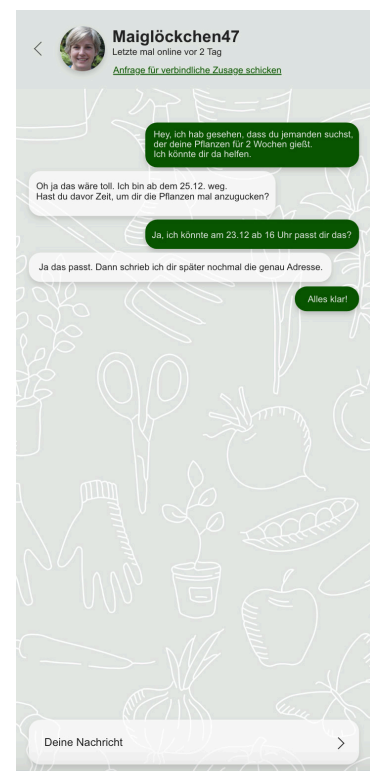 Maiglöckchen47
Letzte mal online vor 2 Tag
Anfrage für verbindliche Zusage schicken
Hey, ich hab gesehen, dass du jemanden suchst,
der deine Pflanzen für 2 Wochen gießt.
Ich könnte dir da helfen.
Oh ja das wäre toll. Ich bin ab dem 25.12. weg.
Hast du davor Zeit, um dir die Pflanzen mal anzugucken?
Ja, ich könnte am 23.12 ab 16 Uhr passt dir das?
Ja das passt. Dann schrieb ich dir später nochmal die genau Adresse.
Alles klar!
Deine Nachricht